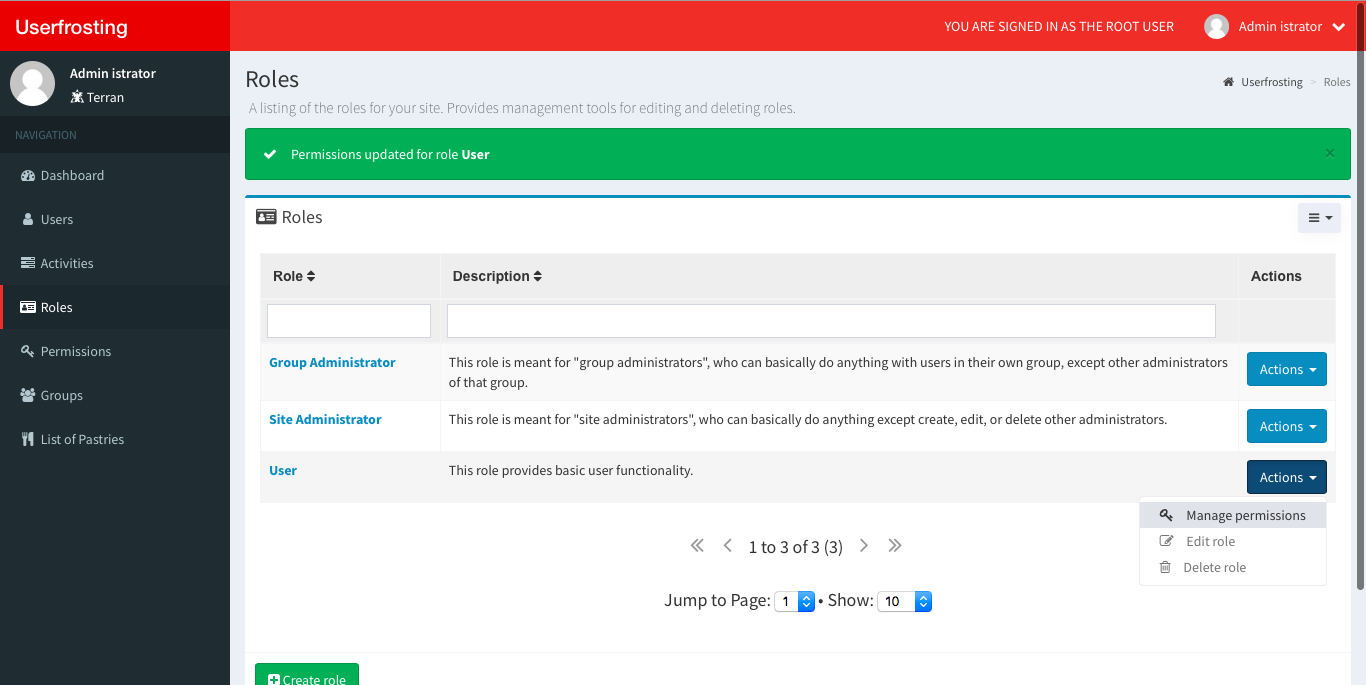 Userfrosting
YOU ARE SIGNED IN AS THE ROOT USER
Admin istrator
Admin istrator
Terran
NAVIGATION
Dashboard
Users
Activities
Roles
Permissions
Groups
List of Pastries
Roles
Userfrosting > Roles
A listing of the roles for your site. Provides management tools for editing and deleting roles.
Permissions updated for role User
×
Roles
Role Description Actions
Group Administrator
This role is meant for "group administrators", who can basically do anything with users in their own group, except other administrators
of that group.
Actions
Site Administrator
This role is meant for "site administrators", who can basically do anything except create, edit, or delete other administrators.
Actions
User
This role provides basic user functionality.
Actions
Manage permissions
Edit role
Delete role
1 to 3 of 3 (3)
Jump to Page: 1 • Show: 10
Create role